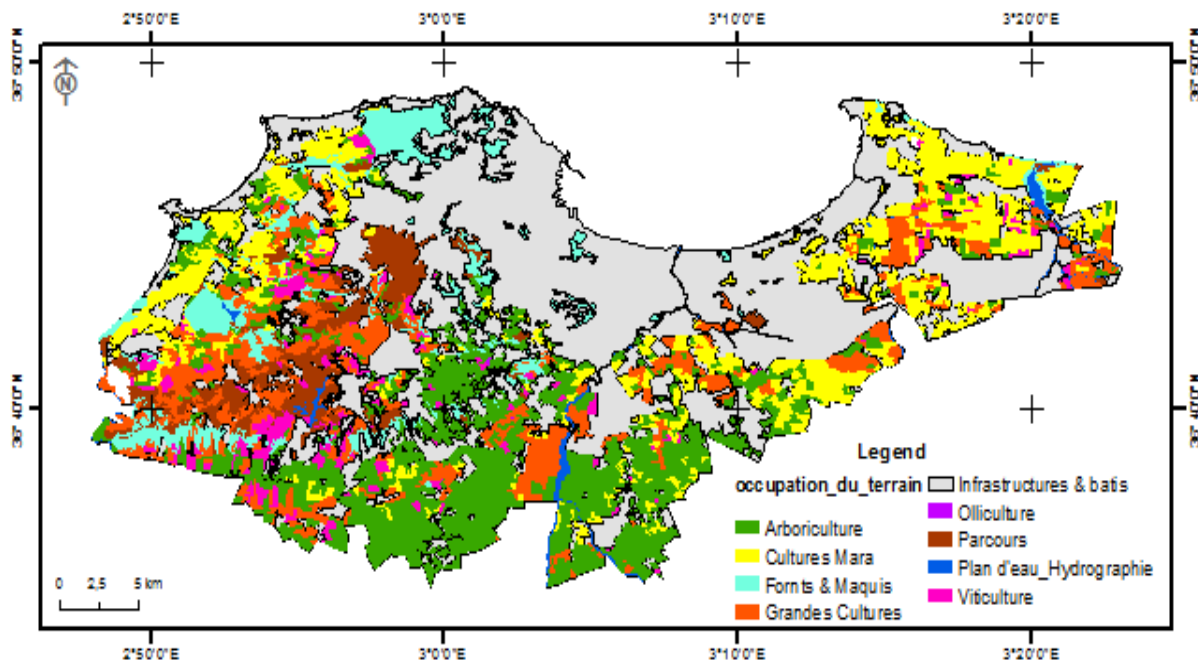 2°50'0"E 3°0'0"E 3°10'0"E 3°20'0"E
N
36°50'0"N 36°50'0"N
36°40'0"N 36°40'0"N
Legend
occupation_du_terrain
Arboriculture
Cultures Mara
Fornts & Maquis
Grandes Cultures
Infrastructures & batis
Olliculture
Parcours
Plan d'eau_Hydrographie
Viticulture
0 2,5 5 km
2°50'0"E 3°0'0"E 3°10'0"E 3°20'0"E